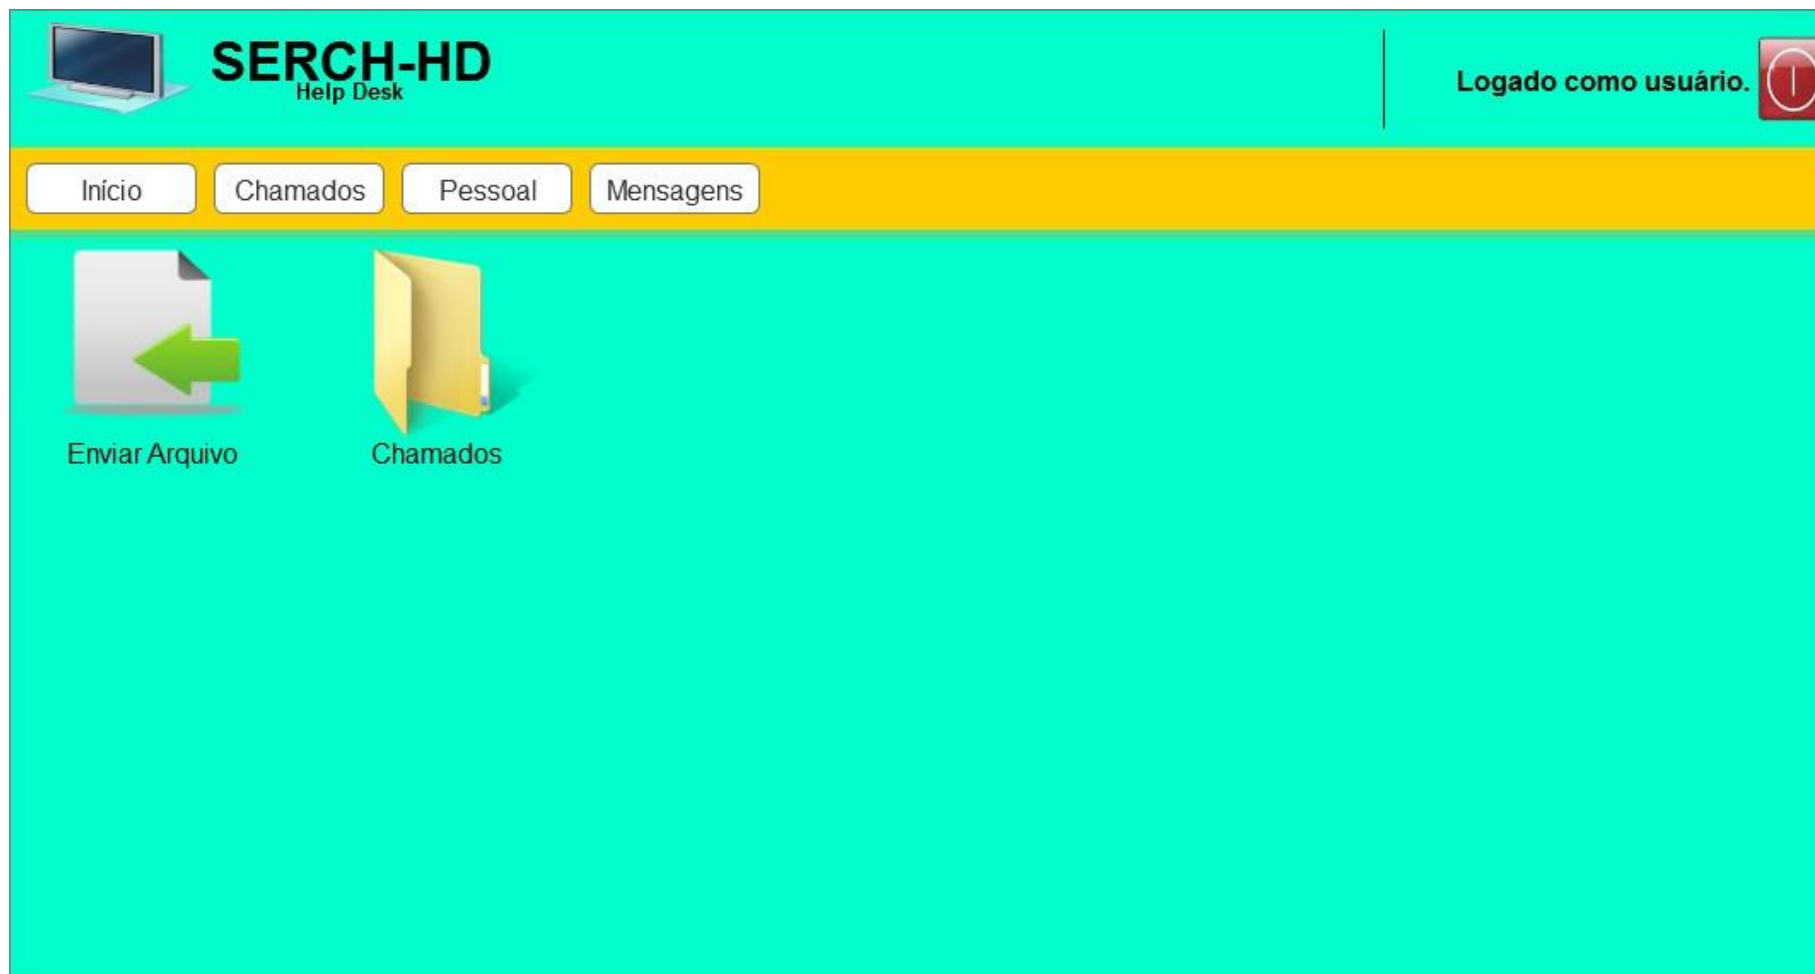 SERCH-HD
Help Desk
Logado como usuário.
Início Chamados Pessoal Mensagens
Enviar Arquivo Chamados